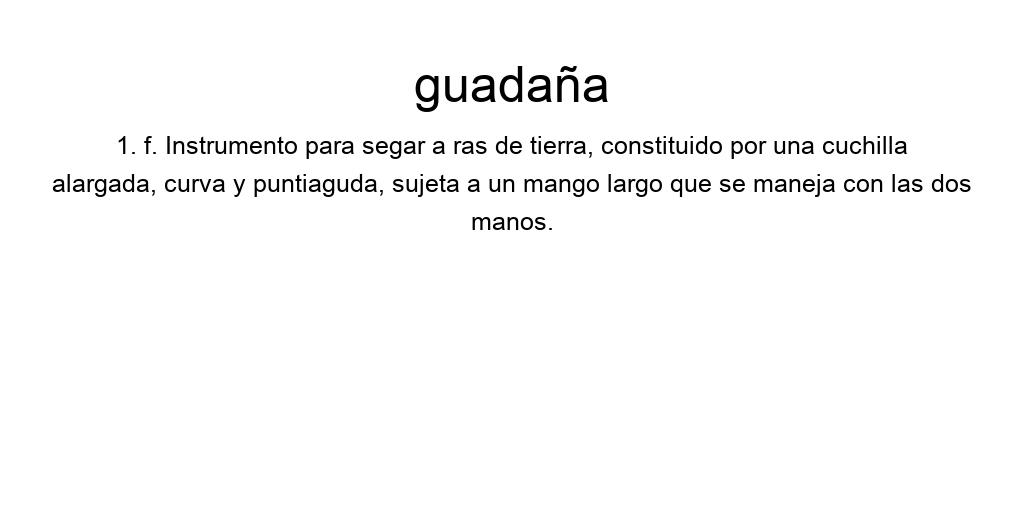 guadaña
1. f. Instrumento para segar a ras de tierra, constituido por una cuchilla
alargada, curva y puntiaguda, sujeta a un mango largo que se maneja con las dos
manos.